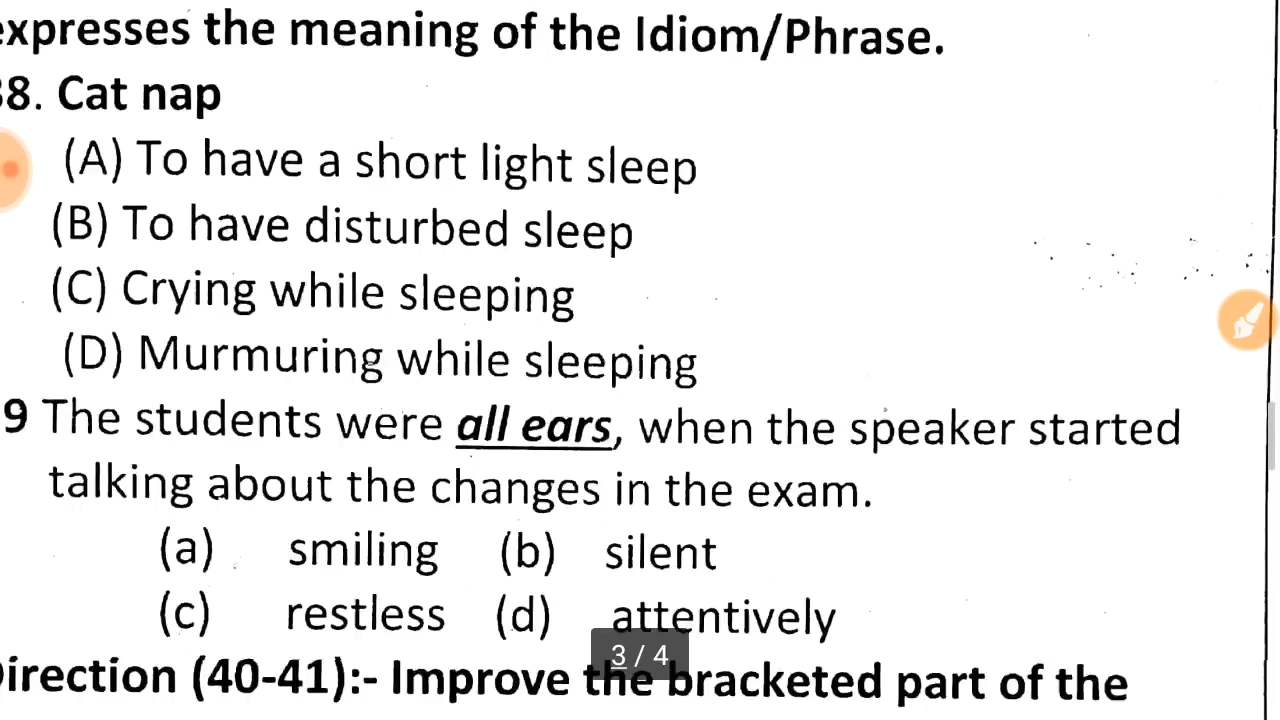 expresses the meaning of the Idiom/Phrase.
38. Cat nap
(A) To have a short light sleep
(B) To have disturbed sleep
(C) Crying while sleeping
(D) Murmuring while sleeping
9 The students were all ears, when the speaker started
talking about the changes in the exam.
(a) smiling (b) silent
(c) restless (d) attentively
3 / 4
Direction (40-41):- Improve the bracketed part of the